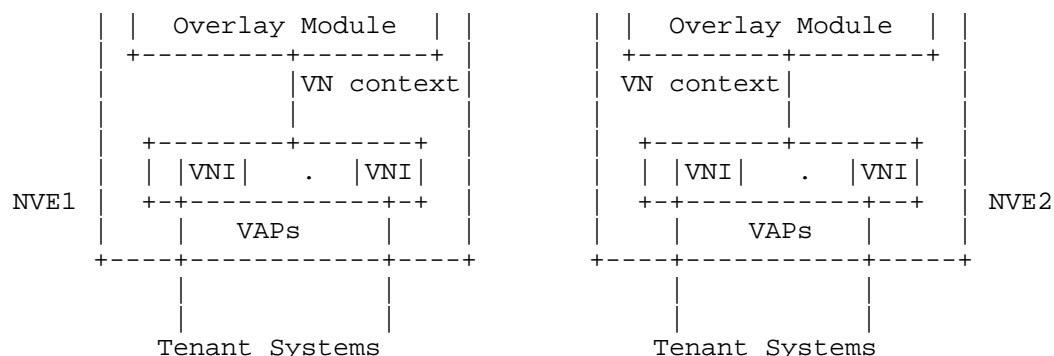 Overlay Module Overlay Module
VN context VN context
VNI . VNI VNI . VNI
NVE1 NVE2
VAPs VAPs
Tenant Systems Tenant Systems